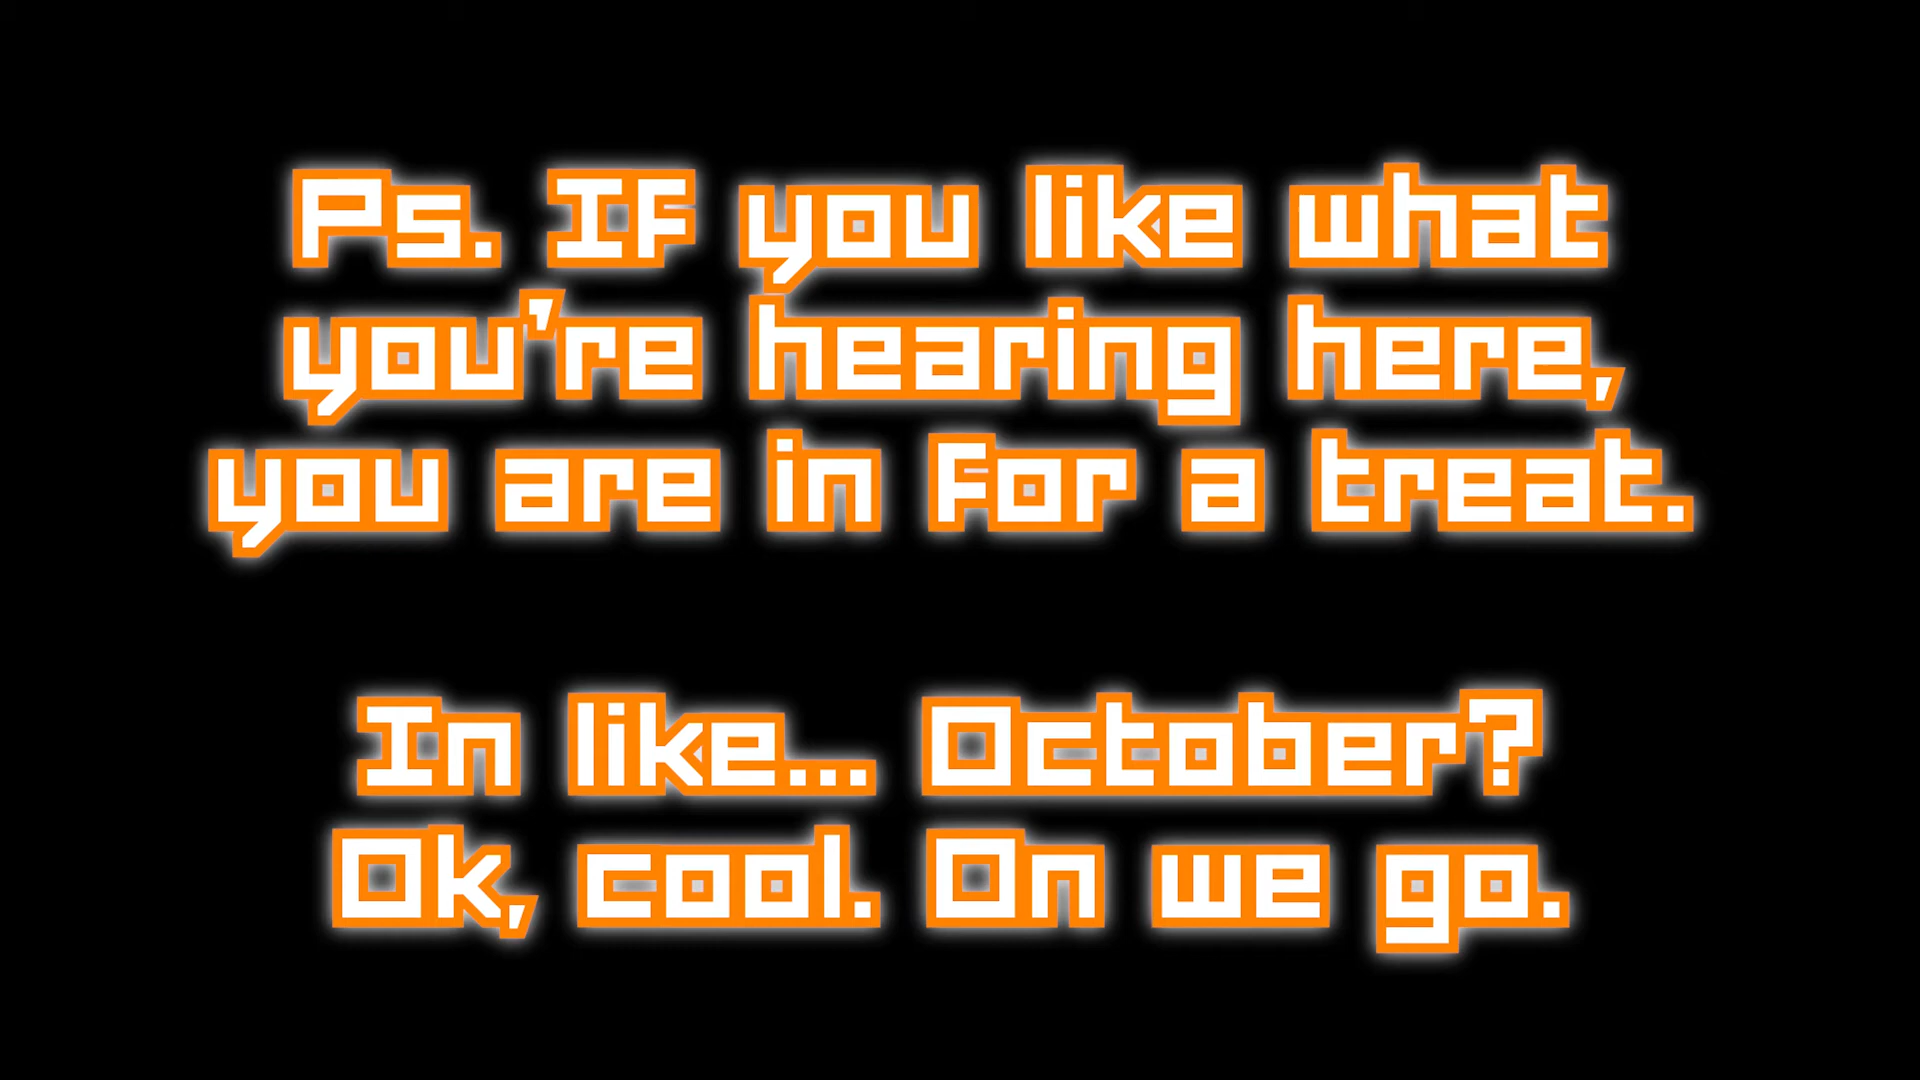 Ps. If you like what
you're hearing here,
you are in for a treat.
In like... October?
Ok, cool. On we go.